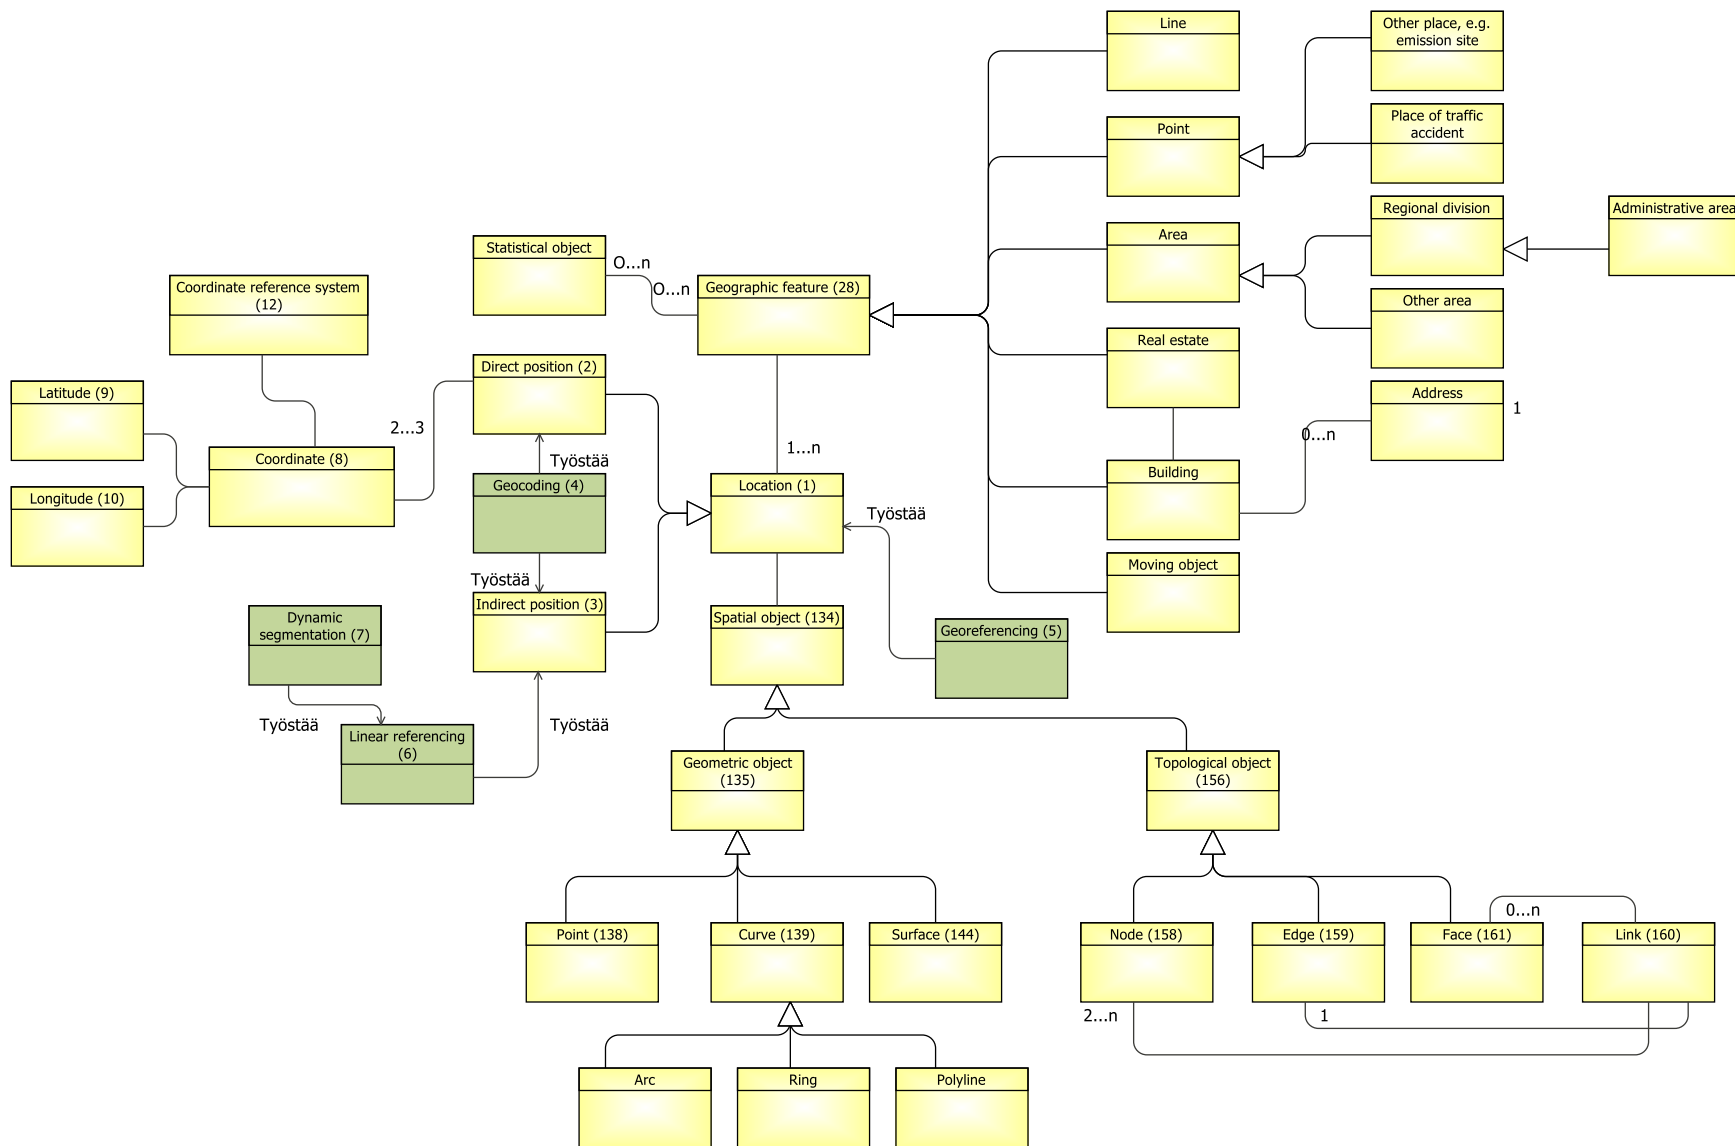 Line
Other place, e.g.
emission site
Point
Place of traffic
accident
Area
Regional division
Administrative area
Statistical object
O...n
O...n
Coordinate reference system
(12)
Geographic feature (28)
Other area
Real estate
Direct position (2)
Latitude (9)
Address
1
2...3
0...n
1...n
Coordinate (8)
Työstää
Building
Longitude (10)
Geocoding (4)
Location (1)
Työstää
Moving object
Työstää
Indirect position (3)
Dynamic
segmentation (7)
Spatial object (134)
Georeferencing (5)
Työstää
Työstää
Linear referencing
(6)
Geometric object
(135)
Topological object
(156)
0...n
Point (138)
Curve (139)
Surface (144)
Node (158)
Edge (159)
Face (161)
Link (160)
2...n
1
Arc
Ring
Polyline